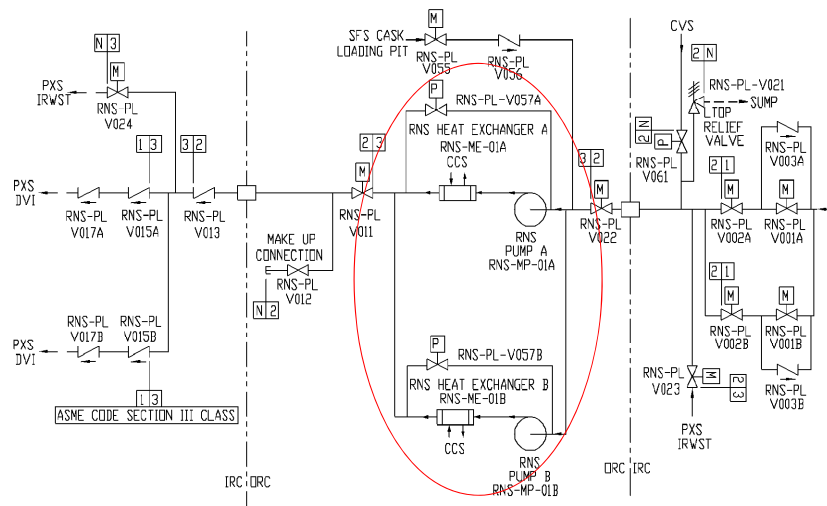 N 3
M
PXS
IRWST
RNS-PL
V024
1 3
3 2
PXS
DVI
RNS-PL
V017A
RNS-PL
V015A
RNS-PL
V013
RNS-PL
V017B
RNS-PL
V015B
PXS
DVI
1 3
ASME CODE SECTION III CLASS
IRC
ORC
MAKE UP
CONNECTION
RNS-PL
V012
N 2
2 3
M
RNS-PL
V011
SFS CASK
LOADING PIT
M
RNS-PL
V055
RNS-PL
V056
P
RNS-PL-V057A
RNS HEAT EXCHANGER A
RNS-ME-01A
CCS
RNS
PUMP A
RNS-MP-01A
3 2
M
RNS-PL
V022
P
RNS-PL-V057B
RNS HEAT EXCHANGER B
RNS-ME-01B
CCS
RNS
PUMP B
RNS-MP-01B
ORC
IRC
CVS
2 N
RNS-PL-V021
SUMP
LTOP
RELIEF
VALVE
2 N
P
RNS-PL
V061
RNS-PL
V003A
2 1
M
RNS-PL
V002A
M
RNS-PL
V001A
2 1
M
RNS-PL
V002B
M
RNS-PL
V001B
RNS-PL
V003B
RNS-PL
V023
M
2 3
PXS
IRWST